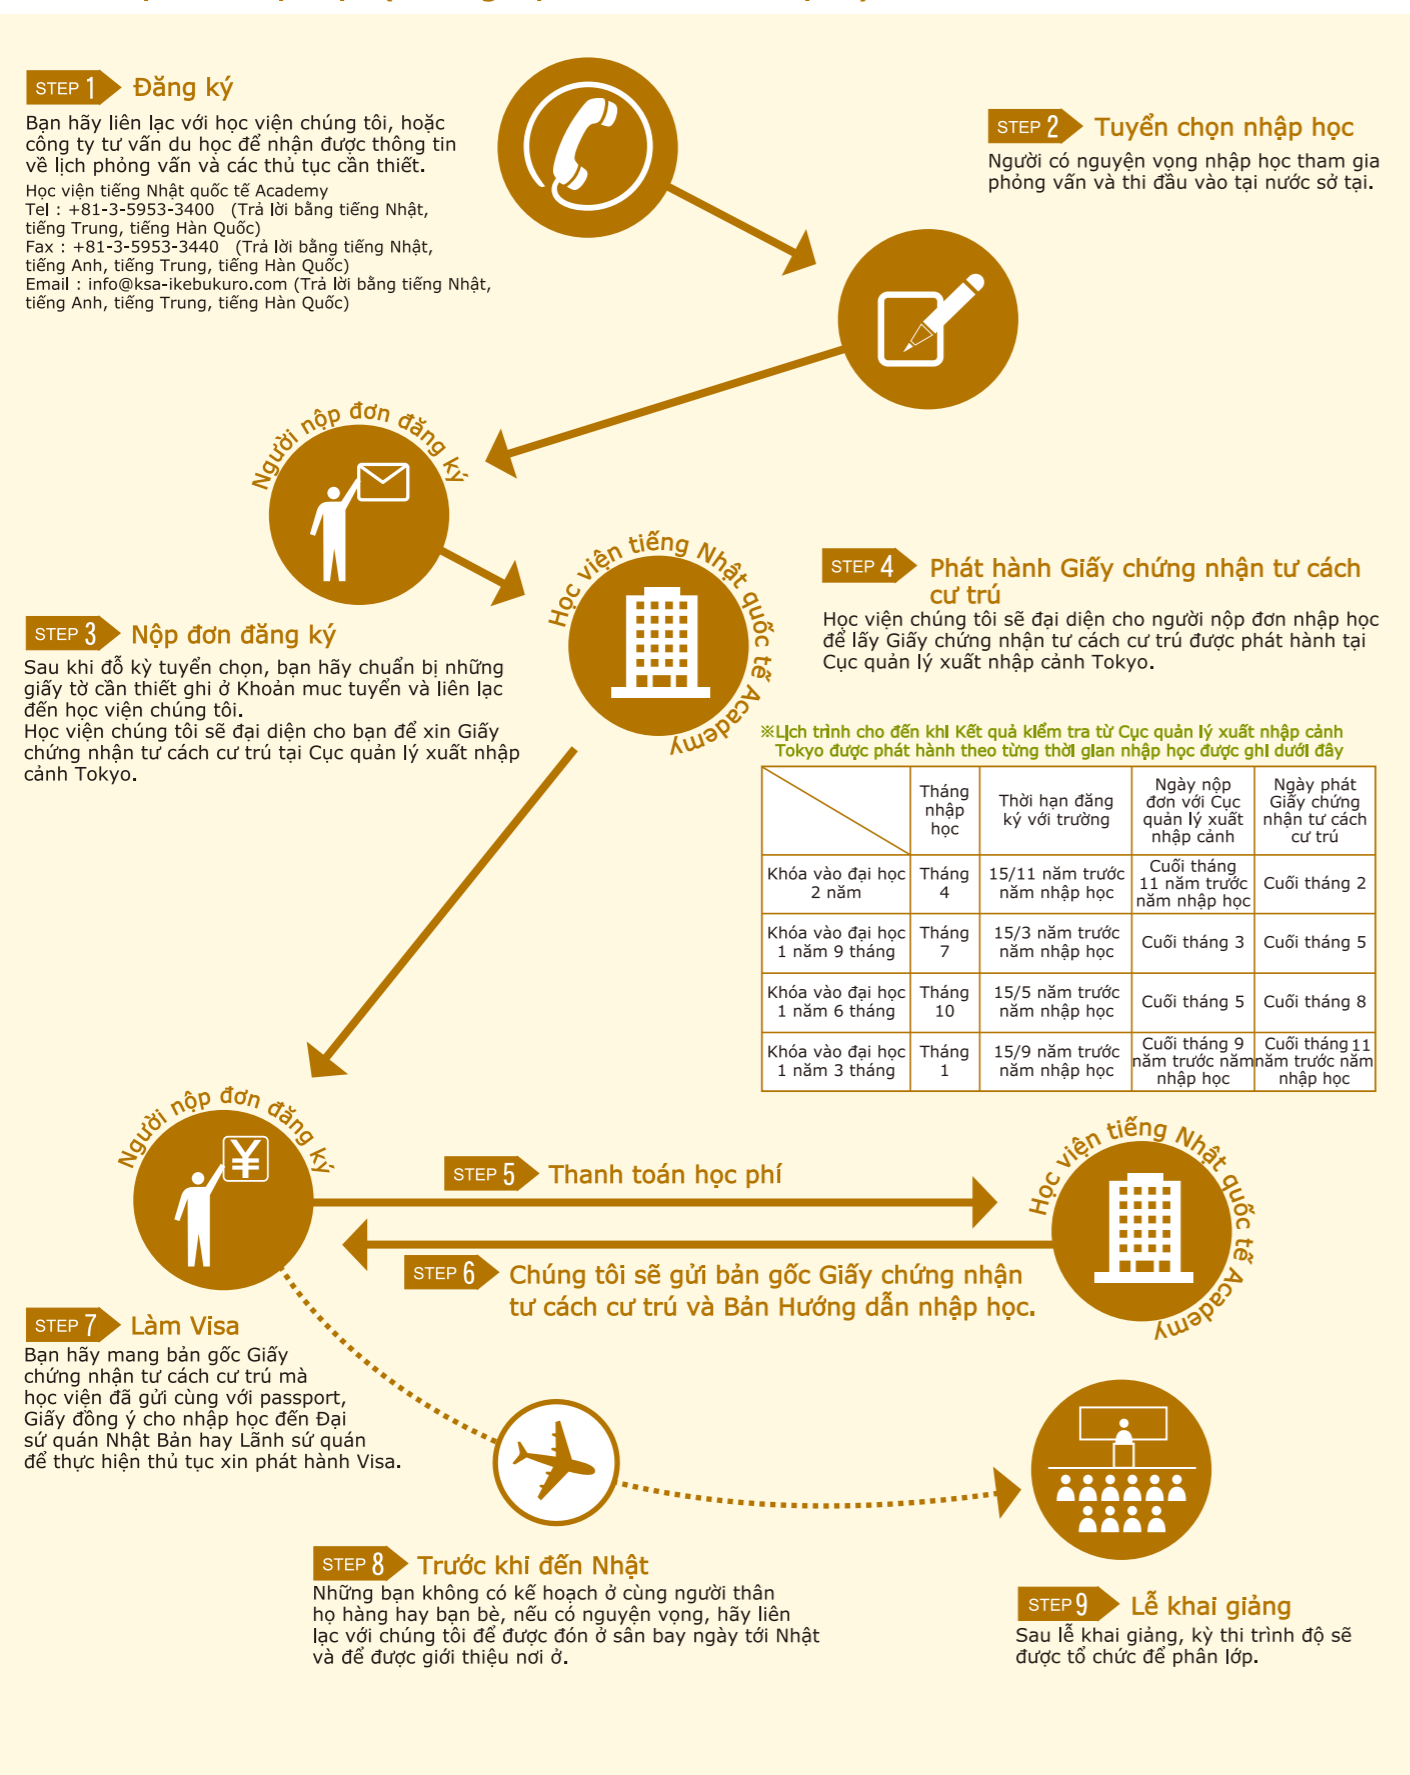 STEP 1 Đăng ký
Bạn hãy liên lạc với học viện chúng tôi, hoặc
công ty tư vấn du học để nhận được thông tin
về lịch phỏng vấn và các thủ tục cần thiết.
Học viện tiếng Nhật quốc tế Academy
Tel : +81-3-5953-3400 (Trả lời bằng tiếng Nhật,
tiếng Trung, tiếng Hàn Quốc)
Fax : +81-3-5953-3440 (Trả lời bằng tiếng Nhật,
tiếng Anh, tiếng Trung, tiếng Hàn Quốc)
Email : info@ksa-ikebukuro.com (Trả lời bằng tiếng Nhật,
tiếng Anh, tiếng Trung, tiếng Hàn Quốc)
STEP 2 Tuyển chọn nhập học
Người có nguyện vọng nhập học tham gia
phỏng vấn và thi đầu vào tại nước sở tại.
Người nộp đơn đăng ký
Học viện tiếng Nhật quốc tế Academy
STEP 3 Nộp đơn đăng ký
Sau khi đỗ kỳ tuyển chọn, bạn hãy chuẩn bị những
giấy tờ cần thiết ghi ở Khoản muc tuyển và liên lạc
đến học viện chúng tôi.
Học viện chúng tôi sẽ đại diện cho bạn để xin Giấy
chứng nhận tư cách cư trú tại Cục quản lý xuất nhập
cảnh Tokyo.
STEP 4 Phát hành Giấy chứng nhận tư cách
cư trú
Học viện chúng tôi sẽ đại diện cho người nộp đơn nhập học
để lấy Giấy chứng nhận tư cách cư trú được phát hành tại
Cục quản lý xuất nhập cảnh Tokyo.
※Lịch trình cho đến khi Kết quả kiểm tra từ Cục quản lý xuất nhập cảnh
Tokyo được phát hành theo từng thời gian nhập học được ghi dưới đây
Tháng
nhập
học
Thời hạn đăng
ký với trường
Ngày nộp
đơn với Cục
quản lý xuất
nhập cảnh
Ngày phát
Giấy chứng
nhận tư cách
cư trú
Khóa vào đại học
2 năm
Tháng
4
15/11 năm trước
năm nhập học
Cuối tháng
11 năm trước
năm nhập học
Cuối tháng 2
Khóa vào đại học
1 năm 9 tháng
Tháng
7
15/3 năm trước
năm nhập học
Cuối tháng 3
Cuối tháng 5
Khóa vào đại học
1 năm 6 tháng
Tháng
10
15/5 năm trước
năm nhập học
Cuối tháng 5
Cuối tháng 8
Khóa vào đại học
1 năm 3 tháng
Tháng
1
15/9 năm trước
năm nhập học
Cuối tháng 9
năm trước năm
nhập học
Cuối tháng 11
năm trước năm
nhập học
Người nộp đơn đăng ký
¥
STEP 5 Thanh toán học phí
Học viện tiếng Nhật quốc tế Academy
STEP 6 Chúng tôi sẽ gửi bản gốc Giấy chứng nhận
tư cách cư trú và Bản Hướng dẫn nhập học.
STEP 7 Làm Visa
Bạn hãy mang bản gốc Giấy
chứng nhận tư cách cư trú mà
học viện đã gửi cùng với passport,
Giấy đồng ý cho nhập học đến Đại
sứ quán Nhật Bản hay Lãnh sứ quán
để thực hiện thủ tục xin phát hành Visa.
STEP 8 Trước khi đến Nhật
Những bạn không có kế hoạch ở cùng người thân
họ hàng hay bạn bè, nếu có nguyện vọng, hãy liên
lạc với chúng tôi để được đón ở sân bay ngày tới Nhật
và để được giới thiệu nơi ở.
STEP 9 Lễ khai giảng
Sau lễ khai giảng, kỳ thi trình độ sẽ
được tổ chức để phân lớp.